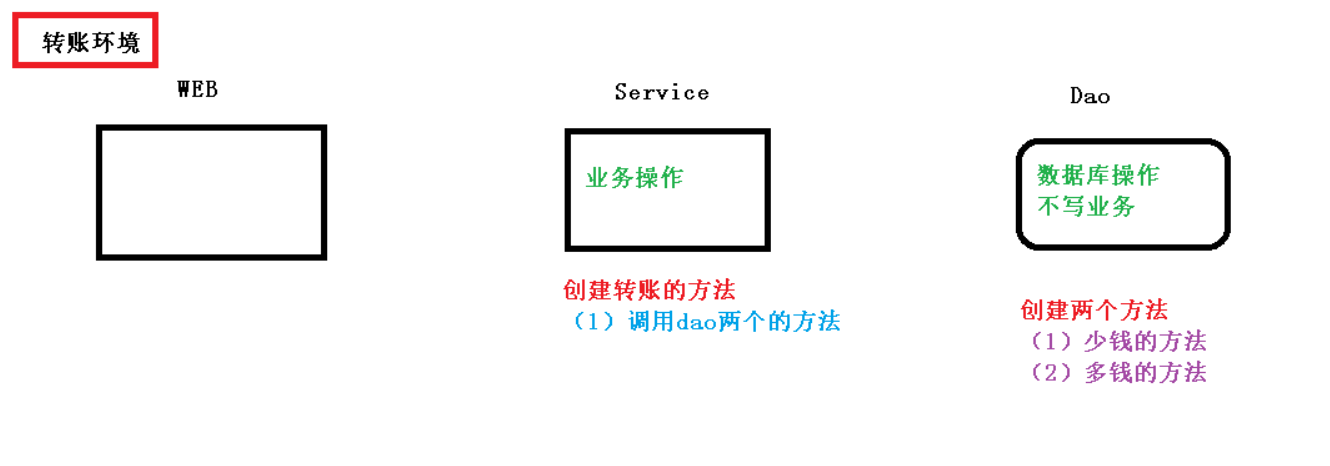 转账环境
WEB
Service
Dao
业务操作
数据库操作
不写业务
创建转账的方法
（1）调用dao两个的方法
创建两个方法
（1）少钱的方法
（2）多钱的方法